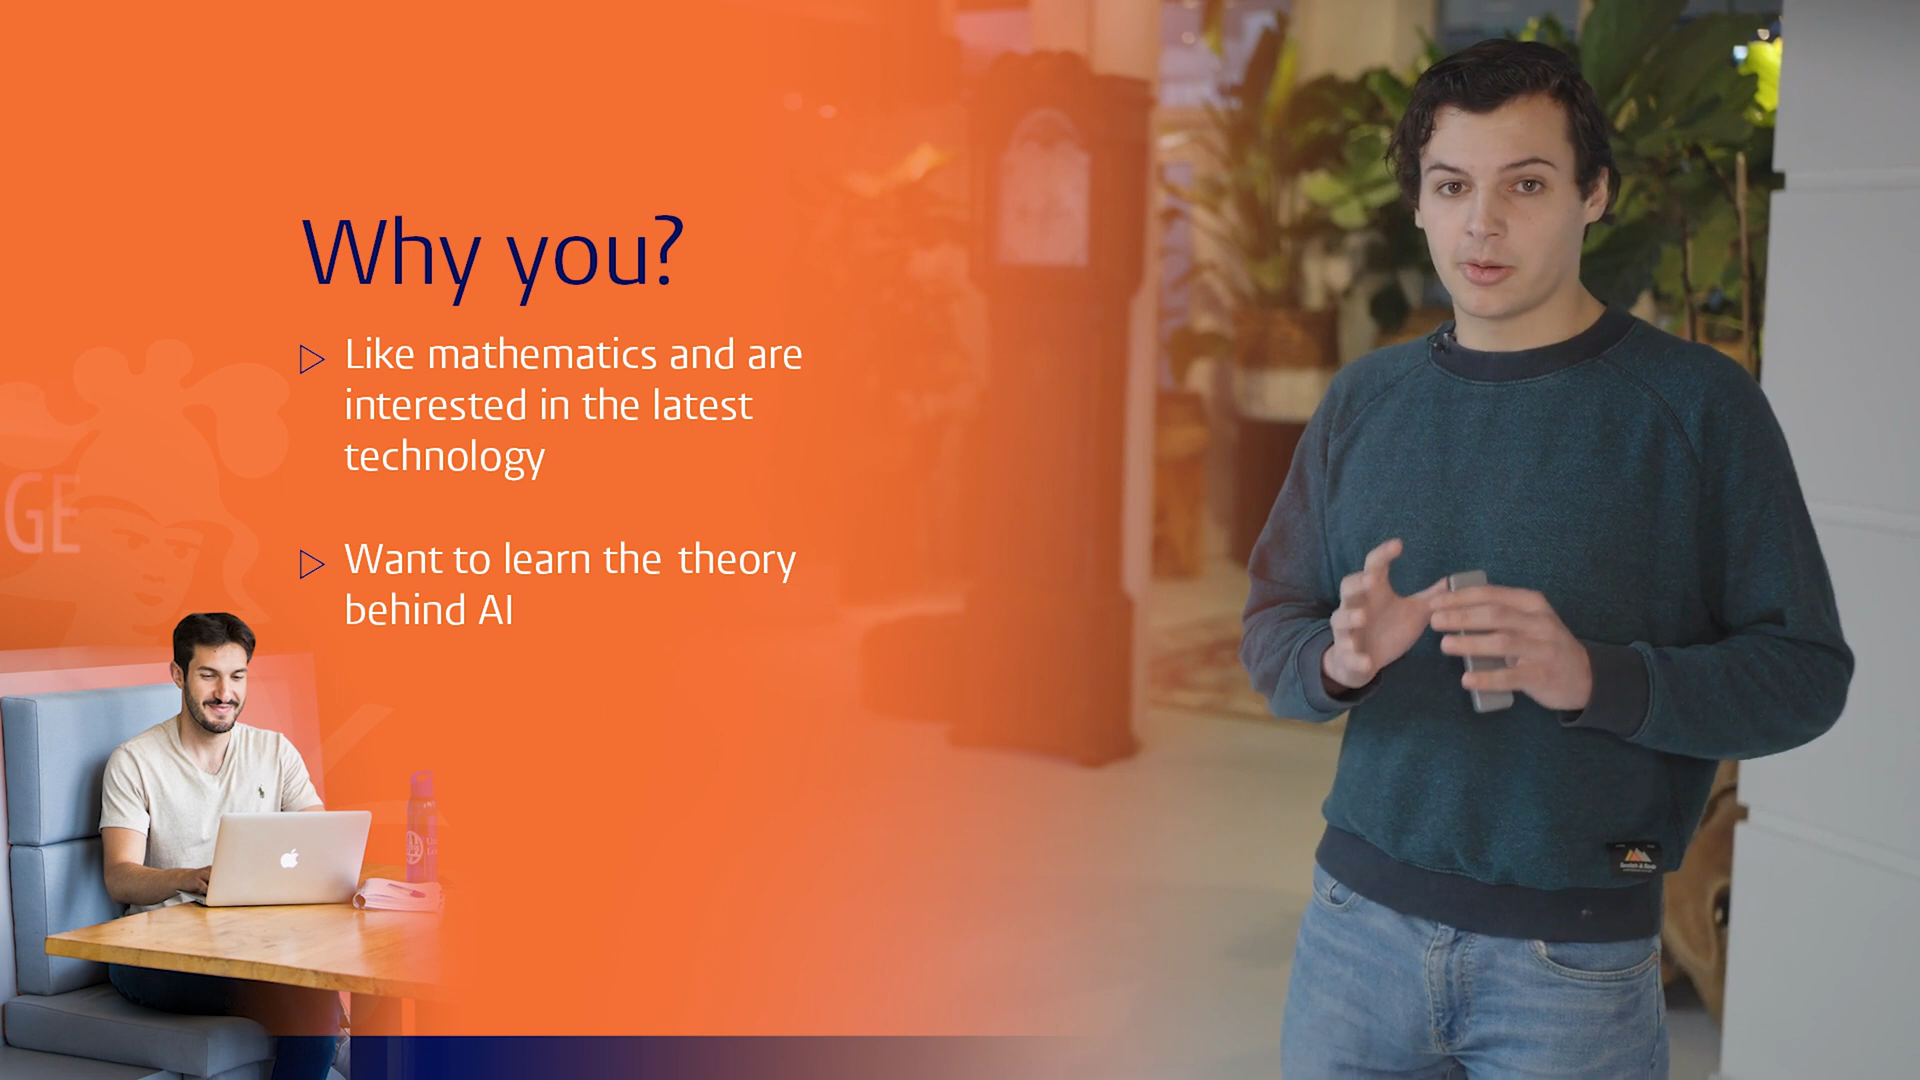 Why you?
Like mathematics and are
interested in the latest
technology
Want to learn the theory
behind AI
GE